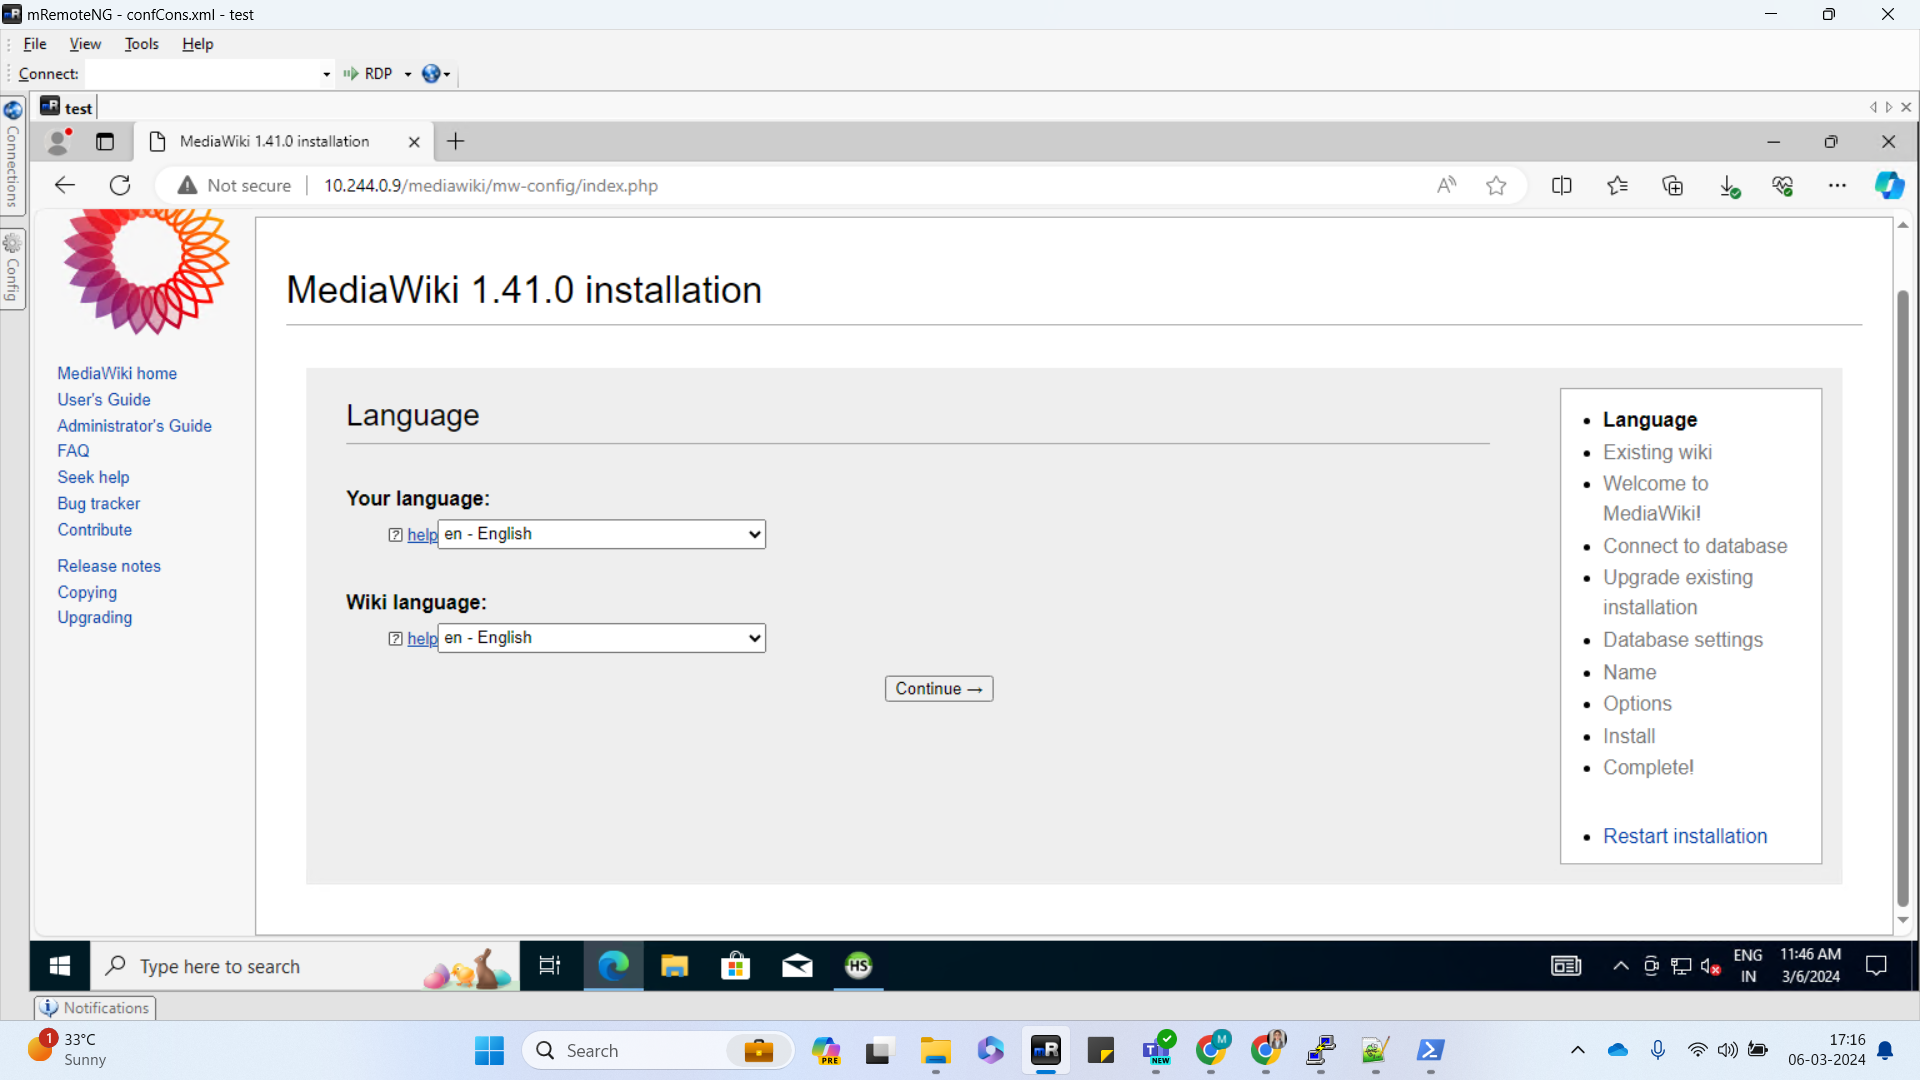 mRemoteNG - confCons.xml - test
File View Tools Help
Connect: RDP
test
Connections
Config
MediaWiki 1.41.0 installation
Not secure 10.244.0.9/mediawiki/mw-config/index.php
MediaWiki home
User's Guide
Administrator's Guide
FAQ
Seek help
Bug tracker
Contribute
Release notes
Copying
Upgrading
MediaWiki 1.41.0 installation
Language
Your language:
help en - English
Wiki language:
help en - English
Continue →
Language
Existing wiki
Welcome to
MediaWiki!
Connect to database
Upgrade existing
installation
Database settings
Name
Options
Install
Complete!
Restart installation
Type here to search
HS
ENG
IN
11:46 AM
3/6/2024
Notifications
1
33°C
Sunny
Search
PRE
mR
NEW
M
17:16
06-03-2024